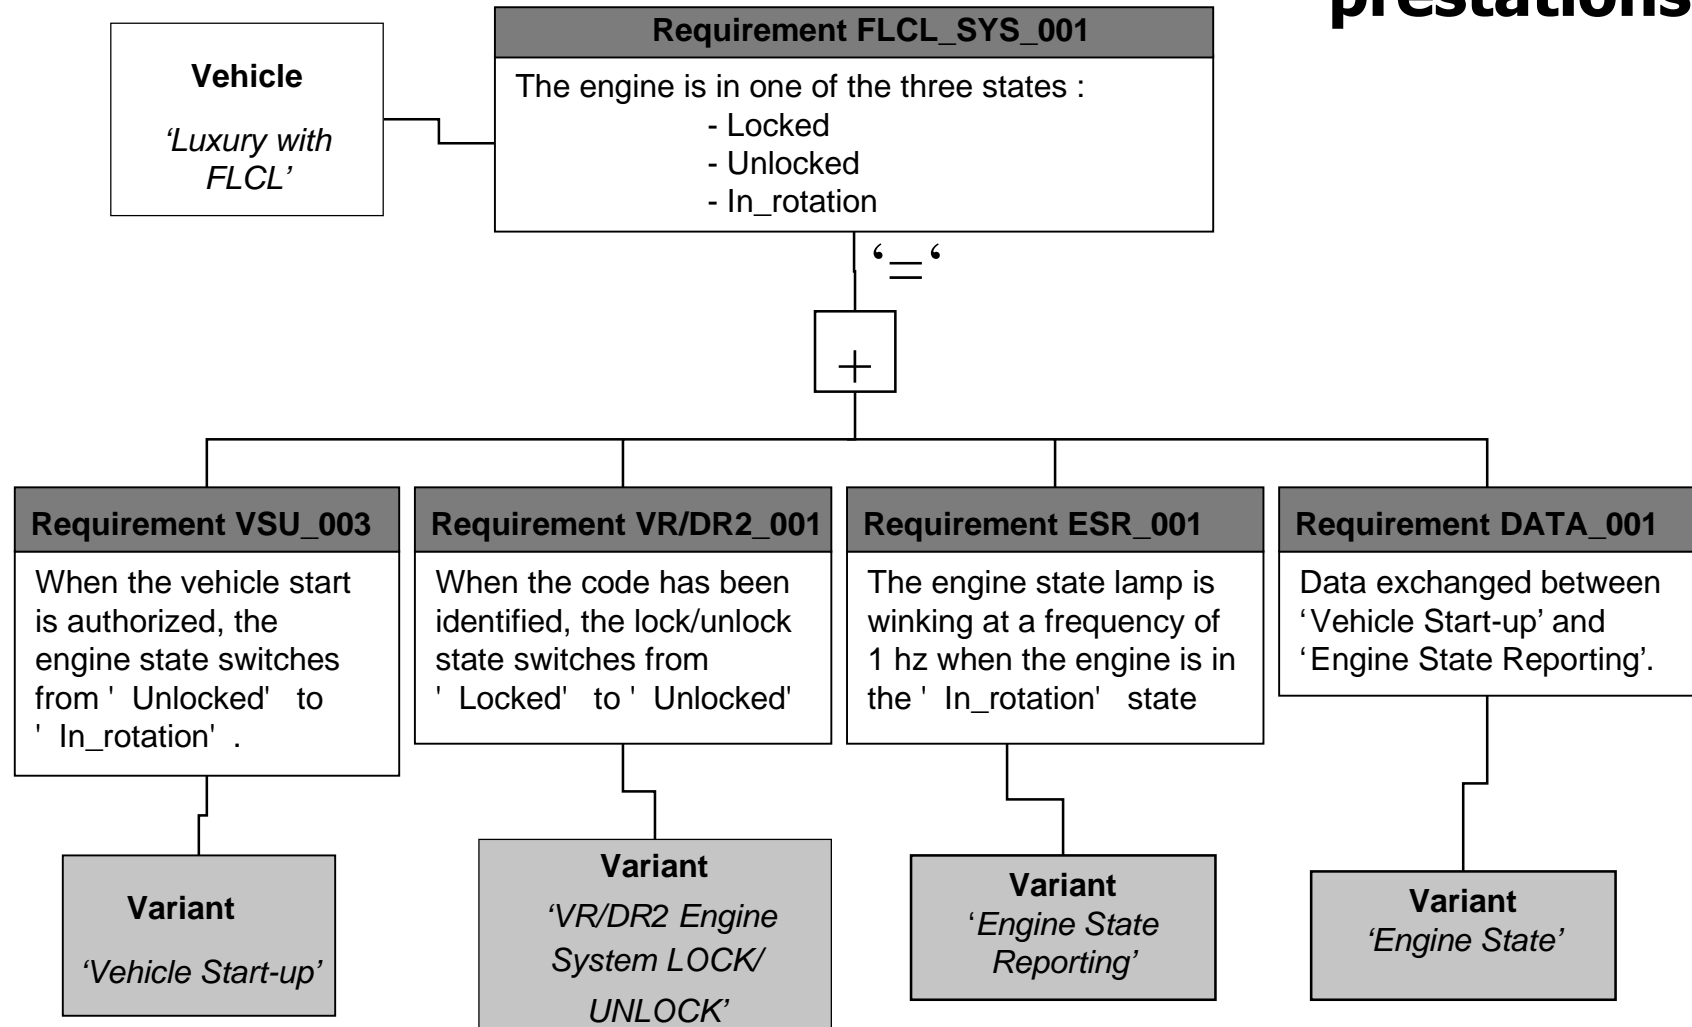 prestations
Requirement FLCL_SYS_001
Vehicle
‘Luxury with
FLCL’
The engine is in one of the three states :
- Locked
- Unlocked
- In_rotation
‘=‘
+
Requirement VSU_003
When the vehicle start
is authorized, the
engine state switches
from ' Unlocked' to
' In_rotation' .
Requirement VR/DR2_001
When the code has been
identified, the lock/unlock
state switches from
' Locked' to ' Unlocked'
Requirement ESR_001
The engine state lamp is
winking at a frequency of
1 hz when the engine is in
the ' In_rotation' state
Requirement DATA_001
Data exchanged between
‘Vehicle Start-up’ and
‘Engine State Reporting’.
Variant
‘Vehicle Start-up’
Variant
‘VR/DR2 Engine
System LOCK/
UNLOCK’
Variant
‘Engine State
Reporting’
Variant
‘Engine State’